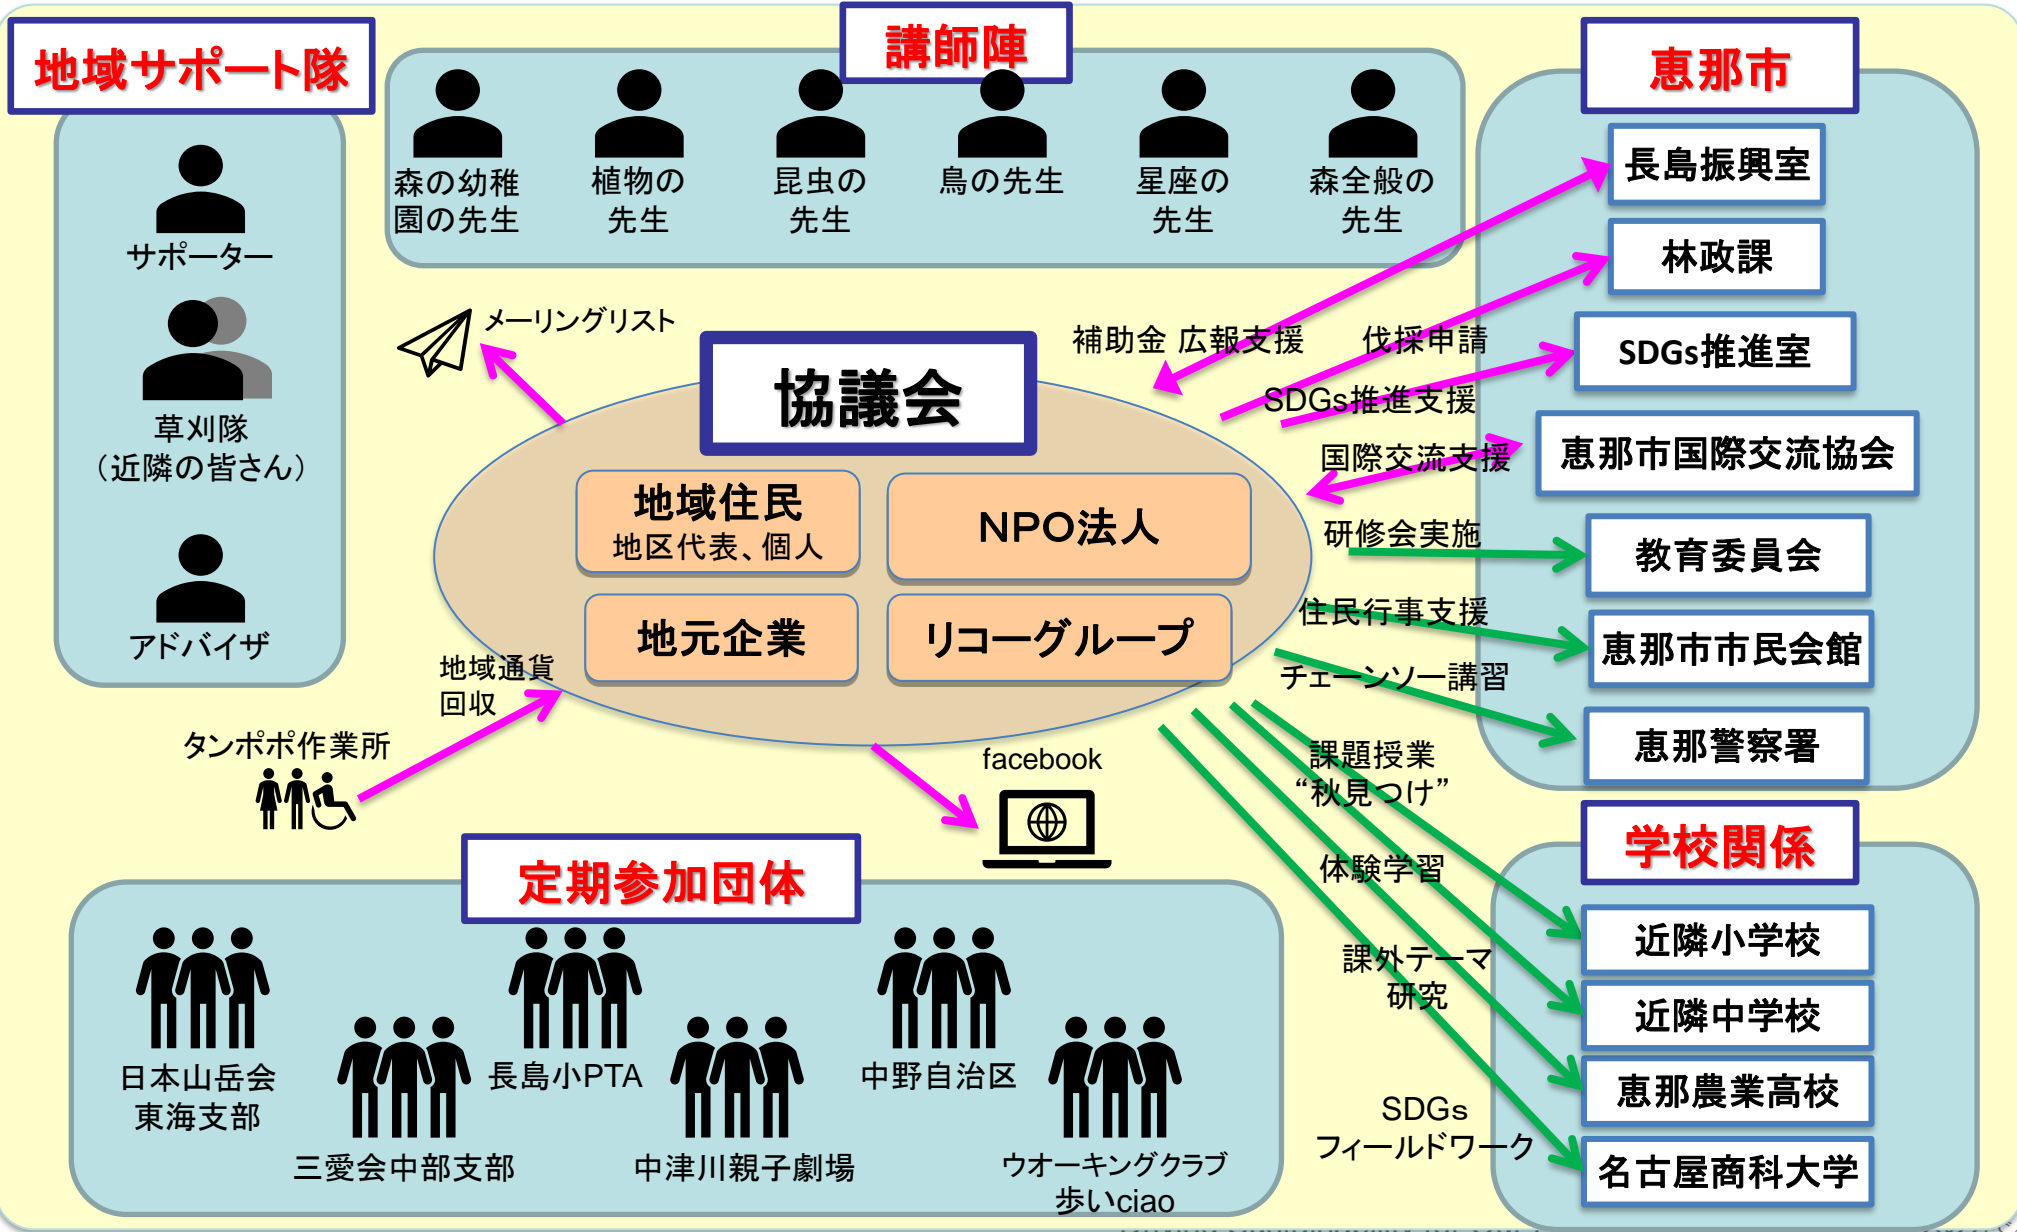 地域サポート隊
サポーター
草刈隊
（近隣の皆さん）
アドバイザ
講師陣
森の幼稚
園の先生
植物の
先生
昆虫の
先生
鳥の先生
星座の
先生
森全般の
先生
恵那市
長島振興室
林政課
SDGs推進室
恵那市国際交流協会
教育委員会
恵那市市民会館
恵那警察署
メーリングリスト
補助金 広報支援
伐採申請
SDGs推進支援
国際交流支援
研修会実施
住民行事支援
チェーンソー講習
協議会
地域住民
地区代表、個人
NPO法人
地元企業
リコーグループ
地域通貨
回収
タンポポ作業所
facebook
課題授業
“秋見つけ”
体験学習
課外テーマ
研究
SDGs
フィールドワーク
学校関係
近隣小学校
近隣中学校
恵那農業高校
名古屋商科大学
定期参加団体
日本山岳会
東海支部
三愛会中部支部
長島小PTA
中津川親子劇場
中野自治区
ウオーキングクラブ
歩いciao